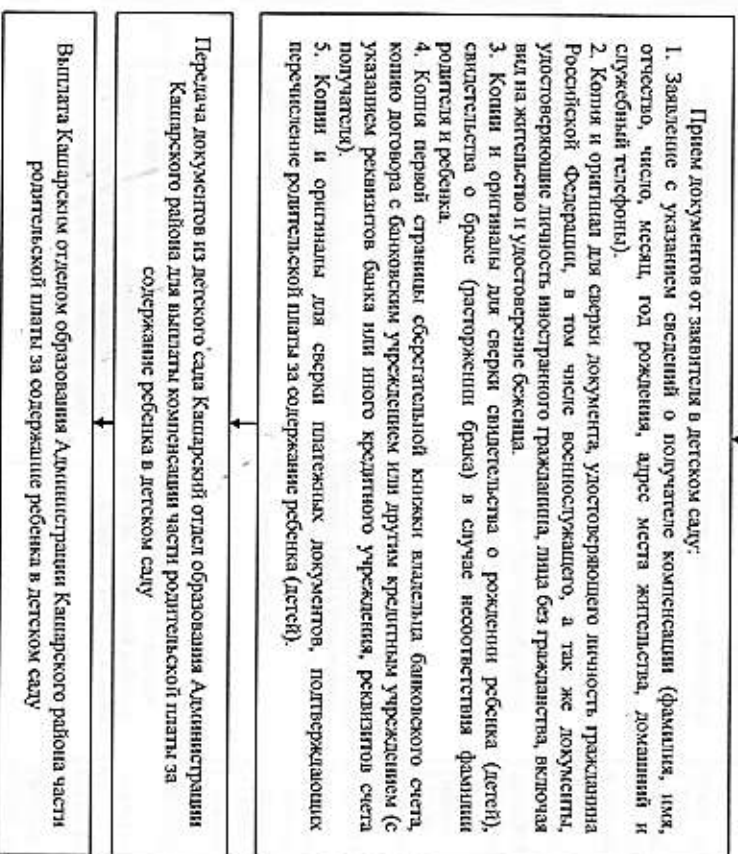 Прием документов от заявителя в детском саду:
1. Заявление с указанием сведений о получателе компенсации (фамилия, имя,
отчество, число, месяц, год рождения, адрес места жительства, домашний и
служебный телефоны).
2. Копия и оригинал для сверки документа, удостоверяющего личность гражданина
Российской Федерации, в том числе военнослужащего, а так же документы,
удостоверяющие личность иностранного гражданина, лица без гражданства, включая
вид на жительство и удостоверение беженца.
3. Копии и оригиналы для сверки свидетельства о рождении ребенка (детей),
свидетельства о браке (расторжении брака) в случае несоответствия фамилии
родителя и ребенка.
4. Копия первой страницы сберегательной книжки владельца банковского счета,
копию договора с банковским учреждением или другим кредитным учреждением (с
указанием реквизитов банка или иного кредитного учреждения, реквизитов счета
получателя).
5. Копии и оригиналы для сверки платежных документов, подтверждающих
перечисление родительской платы за содержание ребенка (детей).
Передача документов из детского сада Кашарский отдел образования Администрации
Кашарского района для выплаты компенсации части родительской платы за
содержание ребенка в детском саду
Выплата Кашарским отделом образования Администрации Кашарского района части
родительской платы за содержание ребенка в детском саду